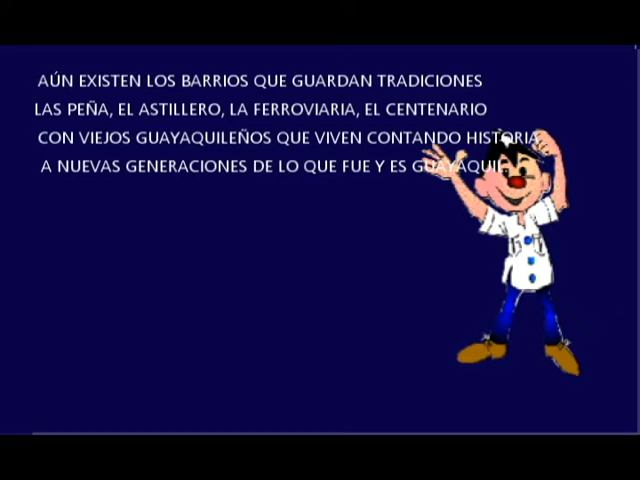 AÚN EXISTEN LOS BARRIOS QUE GUARDAN TRADICIONES
LAS PEÑA, EL ASTILLERO, LA FERROVIARIA, EL CENTENARIO
CON VIEJOS GUAYAQUILEÑOS QUE VIVEN CONTANDO HISTORIA
A NUEVAS GENERACIONES DE LO QUE FUE Y ES GUAYAQUIL